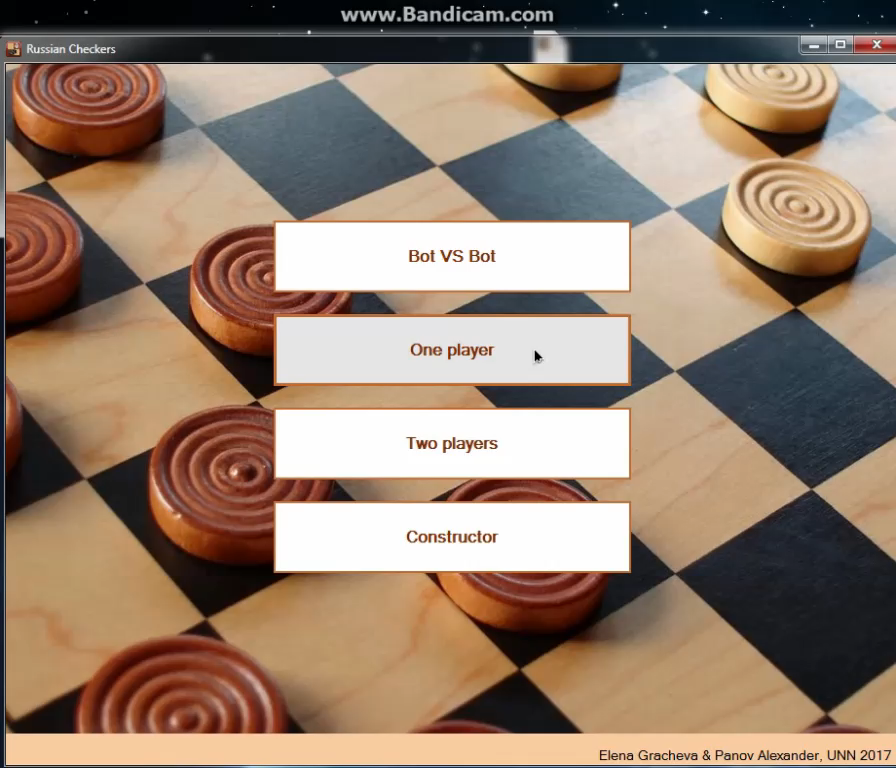 www.Bandicam.com
Russian Checkers
Bot VS Bot
One player
Two players
Constructor
Elena Gracheva & Panov Alexander, UNN 2017